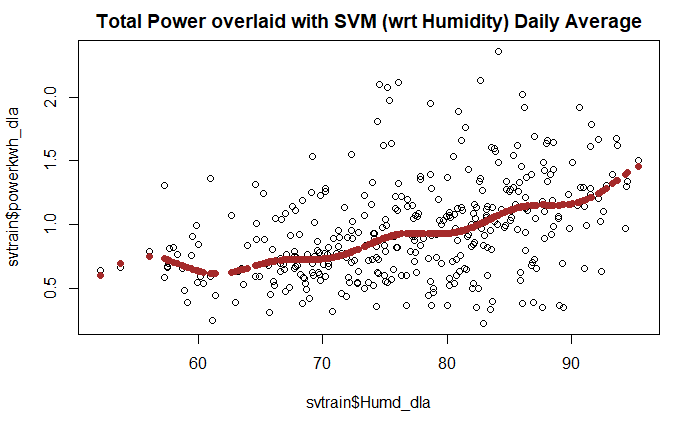 Total Power overlaid with SVM (wrt Humidity) Daily Average
svtrain$powerkwh_dla
2.0
1.5
1.0
0.5
60 70 80 90
svtrain$Humd_dla